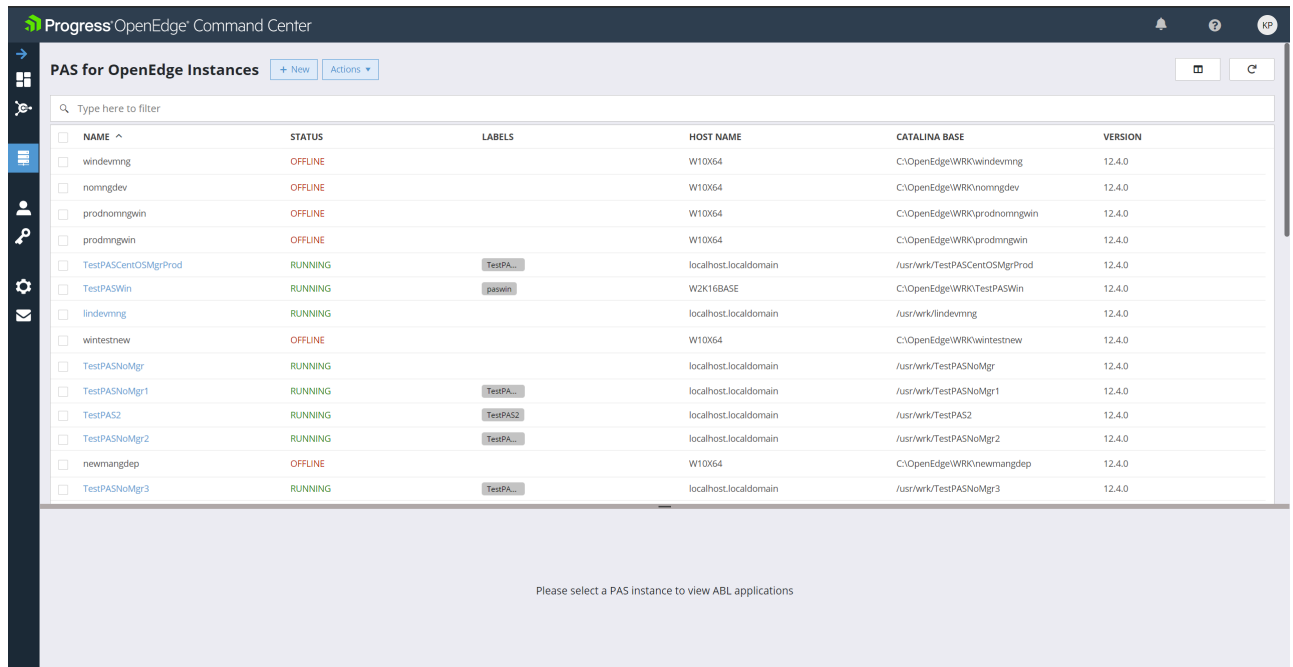 Progress® OpenEdge® Command Center
KP
PAS for OpenEdge Instances + New Actions
Type here to filter
NAME STATUS LABELS HOST NAME CATALINA BASE VERSION
windevmng OFFLINE W10X64 C:\OpenEdge\WRK\windevmng 12.4.0
nomngdev OFFLINE W10X64 C:\OpenEdge\WRK\nomngdev 12.4.0
prodnomngwin OFFLINE W10X64 C:\OpenEdge\WRK\prodnomngwin 12.4.0
prodmngwin OFFLINE W10X64 C:\OpenEdge\WRK\prodmngwin 12.4.0
TestPASCentOSMgrProd RUNNING TestPA... localhost.localdomain /usr/wrk/TestPASCentOSMgrProd 12.4.0
TestPASWin RUNNING paswin W2K16BASE C:\OpenEdge\WRK\TestPASWin 12.4.0
lindevmng RUNNING localhost.localdomain /usr/wrk/lindevmng 12.4.0
wintestnew OFFLINE W10X64 C:\OpenEdge\WRK\wintestnew 12.4.0
TestPASNoMgr RUNNING localhost.localdomain /usr/wrk/TestPASNoMgr 12.4.0
TestPASNoMgr1 RUNNING TestPA... localhost.localdomain /usr/wrk/TestPASNoMgr1 12.4.0
TestPAS2 RUNNING TestPAS2 localhost.localdomain /usr/wrk/TestPAS2 12.4.0
TestPASNoMgr2 RUNNING TestPA... localhost.localdomain /usr/wrk/TestPASNoMgr2 12.4.0
newmangdep OFFLINE W10X64 C:\OpenEdge\WRK\newmangdep 12.4.0
TestPASNoMgr3 RUNNING TestPA... localhost.localdomain /usr/wrk/TestPASNoMgr3 12.4.0
Please select a PAS instance to view ABL applications